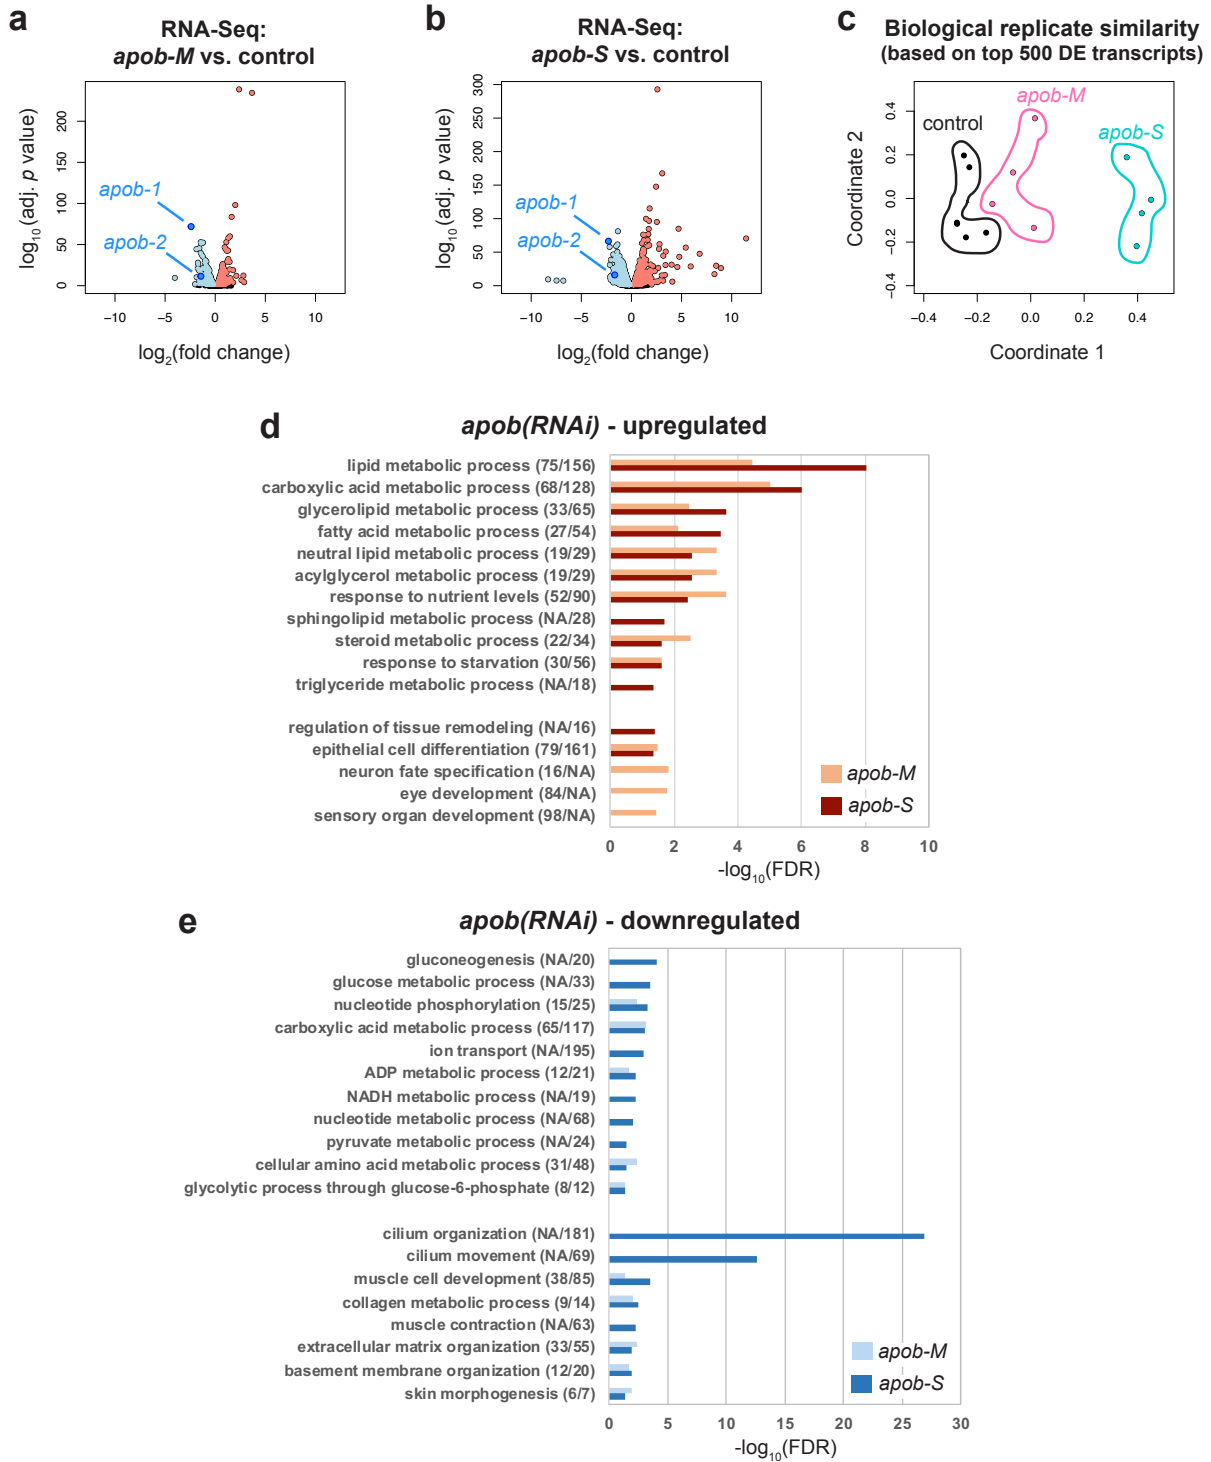 a
RNA-Seq:
apob-M vs. control
log10(adj. p value)
0
50
100
150
200
apob-1
apob-2
−10
−5
0
5
10
log2(fold change)
b
RNA-Seq:
apob-S vs. control
log10(adj. p value)
0
50
100
150
200
250
300
apob-1
apob-2
−10
−5
0
5
10
log2(fold change)
c
Biological replicate similarity
(based on top 500 DE transcripts)
Coordinate 2
−0.4
−0.2
0.0
0.2
0.4
control
apob-M
apob-S
−0.4
−0.2
0.0
0.2
0.4
Coordinate 1
d
apob(RNAi) - upregulated
lipid metabolic process (75/156)
carboxylic acid metabolic process (68/128)
glycerolipid metabolic process (33/65)
fatty acid metabolic process (27/54)
neutral lipid metabolic process (19/29)
acylglycerol metabolic process (19/29)
response to nutrient levels (52/90)
sphingolipid metabolic process (NA/28)
steroid metabolic process (22/34)
response to starvation (30/56)
triglyceride metabolic process (NA/18)
regulation of tissue remodeling (NA/16)
epithelial cell differentiation (79/161)
neuron fate specification (16/NA)
eye development (84/NA)
sensory organ development (98/NA)
apob-M
apob-S
0 2 4 6 8 10
-log10(FDR)
e
apob(RNAi) - downregulated
gluconeogenesis (NA/20)
glucose metabolic process (NA/33)
nucleotide phosphorylation (15/25)
carboxylic acid metabolic process (65/117)
ion transport (NA/195)
ADP metabolic process (12/21)
NADH metabolic process (NA/19)
nucleotide metabolic process (NA/68)
pyruvate metabolic process (NA/24)
cellular amino acid metabolic process (31/48)
glycolytic process through glucose-6-phosphate (8/12)
cilium organization (NA/181)
cilium movement (NA/69)
muscle cell development (38/85)
collagen metabolic process (9/14)
muscle contraction (NA/63)
extracellular matrix organization (33/55)
basement membrane organization (12/20)
skin morphogenesis (6/7)
apob-M
apob-S
0 5 10 15 20 25 30
-log10(FDR)